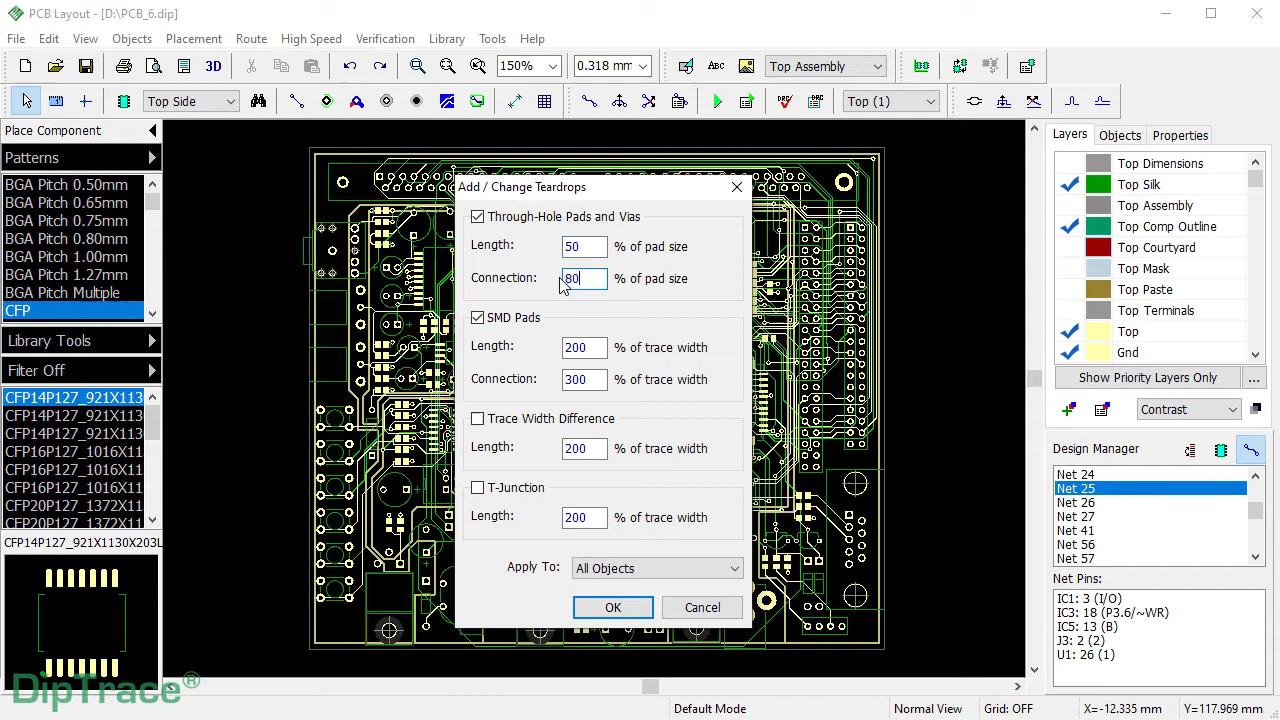 PCB Layout - [D:\PCB_6.dip]
File Edit View Objects Placement Route High Speed Verification Library Tools Help
3D 150% 0.318 mm ABC Top Assembly
Top Side Top (1)
Place Component
Patterns
BGA Pitch 0.50mm
BGA Pitch 0.65mm
BGA Pitch 0.75mm
BGA Pitch 0.80mm
BGA Pitch 1.00mm
BGA Pitch 1.27mm
BGA Pitch Multiple
CFP
Library Tools
Filter Off
CFP14P127_921X113
CFP14P127_921X113
CFP14P127_921X113
CFP16P127_1016X11
CFP16P127_1016X11
CFP16P127_1016X11
CFP20P127_1372X11
CFP20P127_1372X11
CFP14P127_921X1130X203L
DipTrace®
Add / Change Teardrops
Through-Hole Pads and Vias
Length: 50 % of pad size
Connection: 80 % of pad size
SMD Pads
Length: 200 % of trace width
Connection: 300 % of trace width
Trace Width Difference
Length: 200 % of trace width
T-Junction
Length: 200 % of trace width
Apply To: All Objects
OK Cancel
Layers Objects Properties
Top Dimensions
Top Silk
Top Assembly
Top Comp Outline
Top Courtyard
Top Mask
Top Paste
Top Terminals
Top
Gnd
Show Priority Layers Only ...
Contrast
Design Manager
Net 24
Net 25
Net 26
Net 27
Net 41
Net 56
Net 57
Net Pins:
IC1: 3 (I/O)
IC3: 18 (P3.6/~WR)
IC5: 13 (B)
J3: 2 (2)
U1: 26 (1)
Default Mode Normal View Grid: OFF X=-12.335 mm Y=117.969 mm